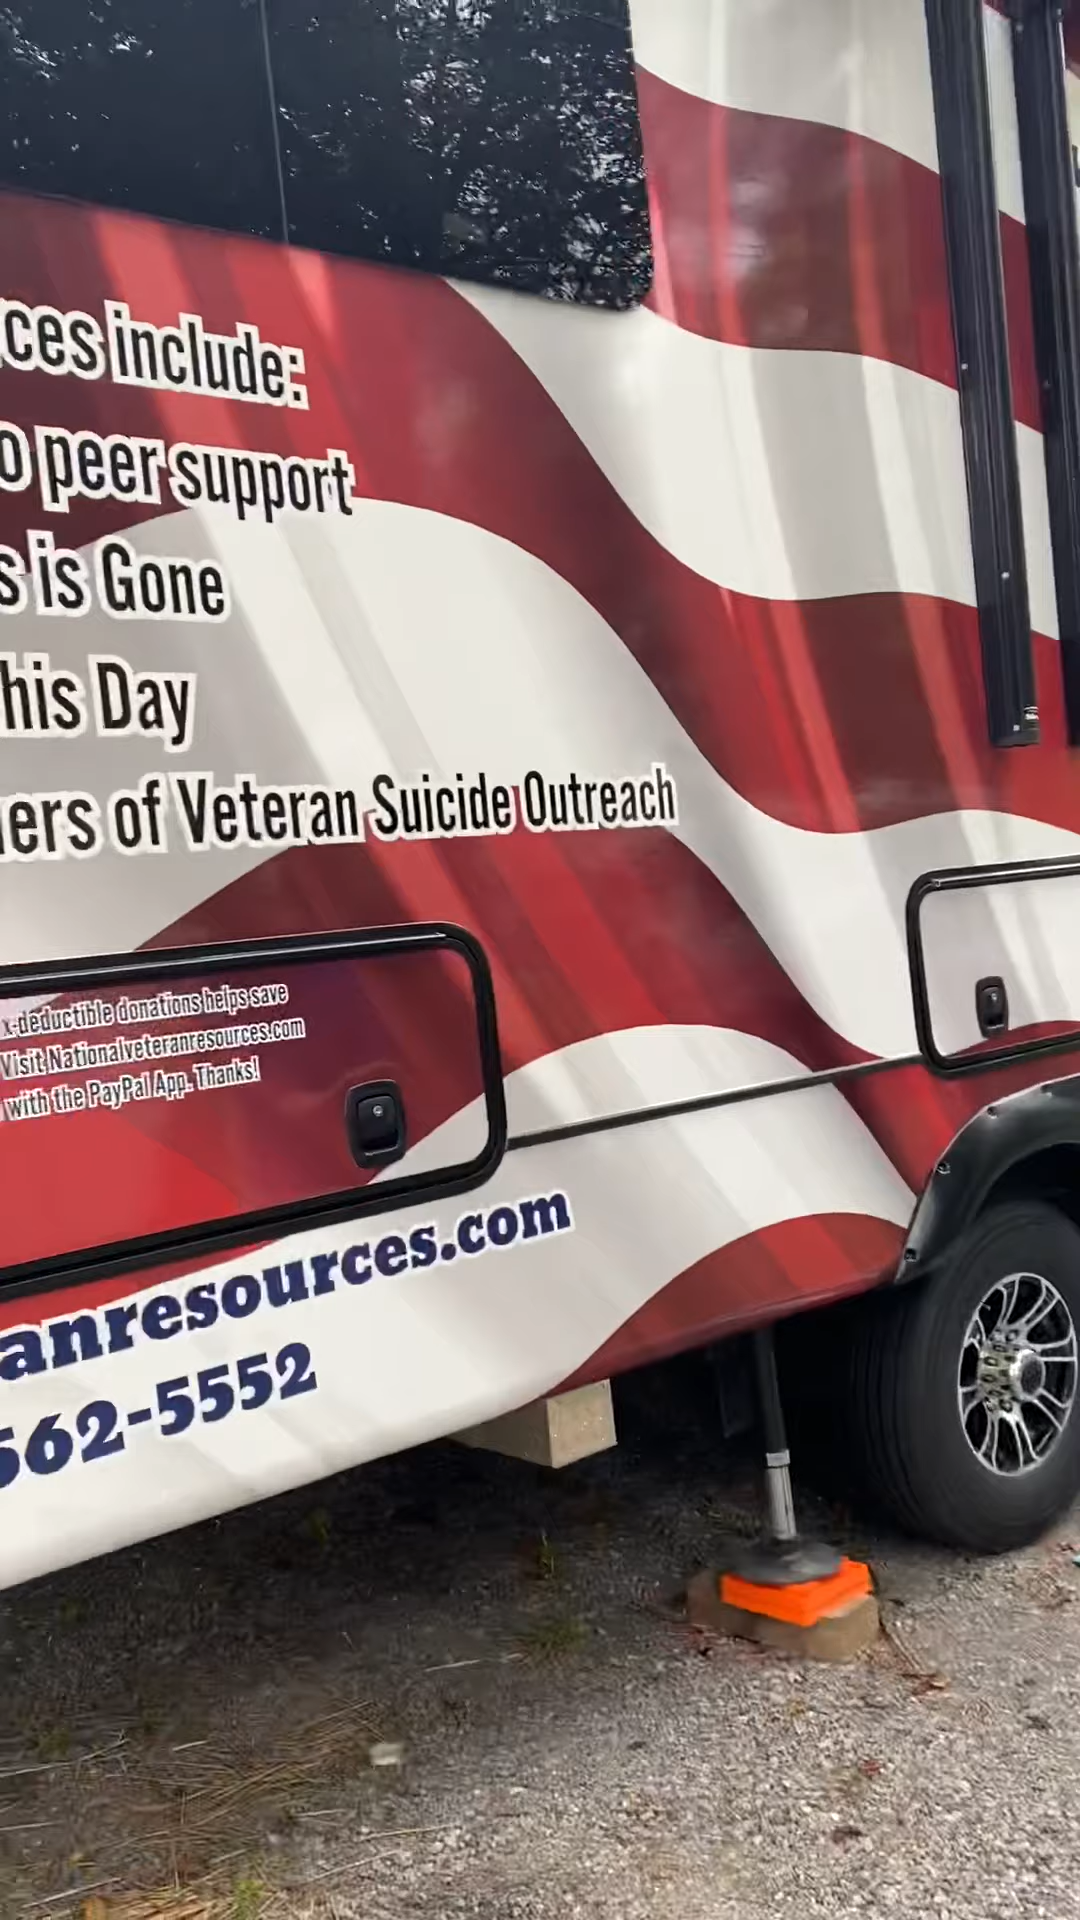 ces include:
o peer support
s is Gone
his Day
ers of Veteran Suicide Outreach
x-deductible donations helps save
Visit Nationalveteranresources.com
with the PayPal App. Thanks!
anresources.com
562-5552